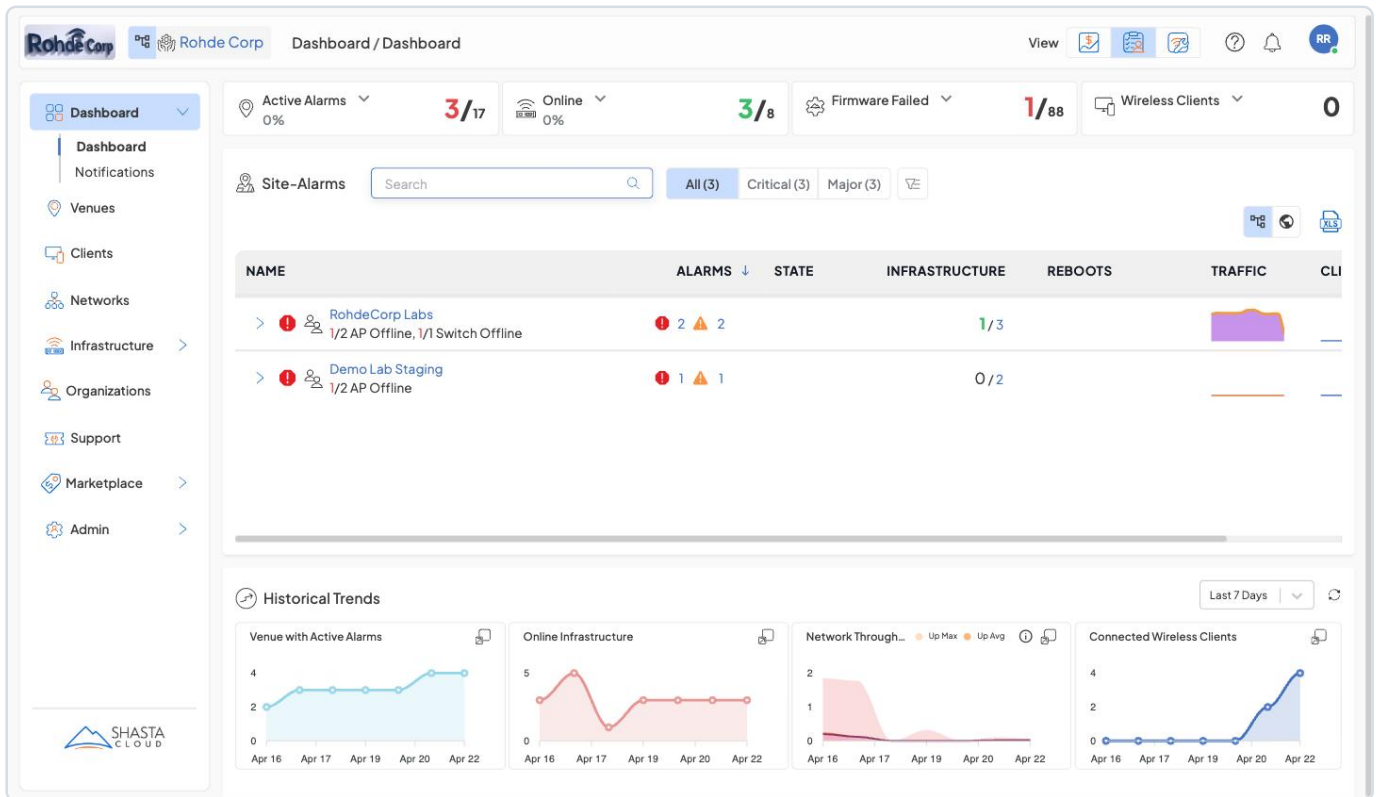 Rohde Corp
Rohde Corp
Dashboard / Dashboard
View
RR
Dashboard
Dashboard
Notifications
Venues
Clients
Networks
Infrastructure
Organizations
Support
Marketplace
Admin
SHASTA
CLOUD
Active Alarms
0%
3/17
Online
0%
3/8
Firmware Failed
1/88
Wireless Clients
0
Site-Alarms
Search
All (3)
Critical (3)
Major (3)
XLS
NAME
ALARMS
STATE
INFRASTRUCTURE
REBOOTS
TRAFFIC
CLI
RohdeCorp Labs
1/2 AP Offline, 1/1 Switch Offline
2
2
1/3
Demo Lab Staging
1/2 AP Offline
1
1
0/2
Historical Trends
Last 7 Days
Venue with Active Alarms
4
2
0
Apr 16 Apr 17 Apr 19 Apr 20 Apr 22
Online Infrastructure
5
0
Apr 16 Apr 17 Apr 19 Apr 20 Apr 22
Network Through... Up Max Up Avg
2
1
0
Apr 16 Apr 17 Apr 19 Apr 20 Apr 22
Connected Wireless Clients
4
2
0
Apr 16 Apr 17 Apr 19 Apr 20 Apr 22